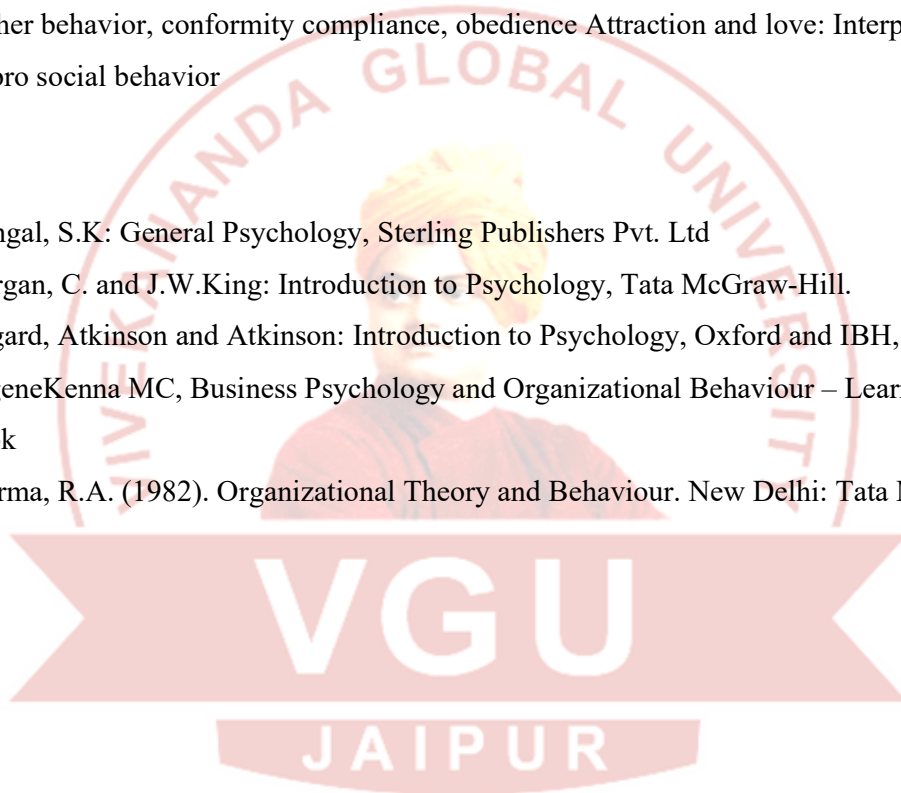 her behavior, conformity compliance, obedience Attraction and love: Interp
pro social behavior
VIVEKANANDA GLOBAL UNIVERSITY
ngal, S.K: General Psychology, Sterling Publishers Pvt. Ltd
rgan, C. and J.W.King: Introduction to Psychology, Tata McGraw-Hill.
gard, Atkinson and Atkinson: Introduction to Psychology, Oxford and IBH,
geneKenna MC, Business Psychology and Organizational Behaviour – Lear
k
rma, R.A. (1982). Organizational Theory and Behaviour. New Delhi: Tata M
VGU
JAIPUR